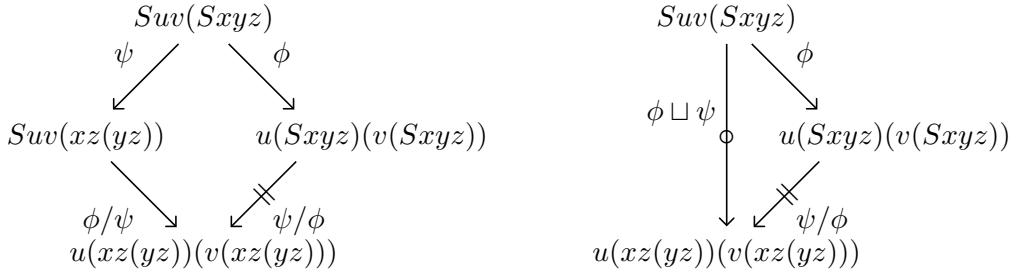 Suv(Sxyz) Suv(Sxyz)
ψ ϕ ϕ
ϕ ⊔ ψ
Suv(xz(yz)) u(Sxyz)(v(Sxyz)) u(Sxyz)(v(Sxyz))
ϕ/ψ ψ/ϕ ψ/ϕ
u(xz(yz))(v(xz(yz))) u(xz(yz))(v(xz(yz)))